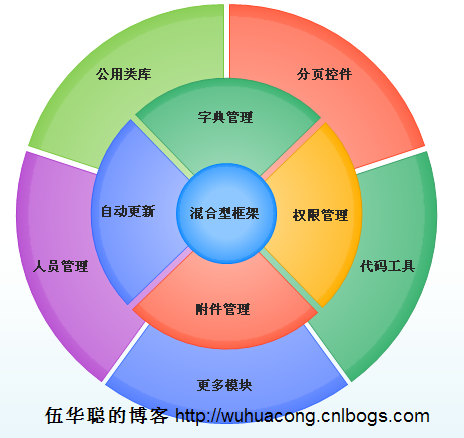 公用类库
分页控件
字典管理
自动更新
混合型框架
权限管理
人员管理
代码工具
附件管理
更多模块
伍华聪的博客 http://wuhuacong.cnlbogs.com